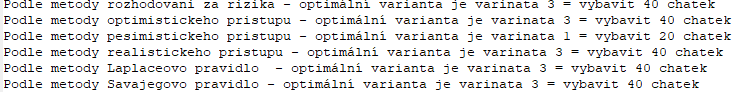 Podle metody rozhodovani za rizika - optimální varianta je varinata 3 = vybavit 40 chatek
Podle metody optimistickeho pristupu - optimální varianta je varinata 3 = vybavit 40 chatek
Podle metody pesimistického pristupu - optimální varianta je varinata 1 = vybavit 20 chatek
Podle metody realistickeho pristupu - optimální varianta je varinata 3 = vybavit 40 chatek
Podle metody Laplaceovo pravidlo  - optimální varianta je varinata 3 = vybavit 40 chatek
Podle metody Savajegovo pravidlo - optimální varianta je varinata 3 = vybavit 40 chatek